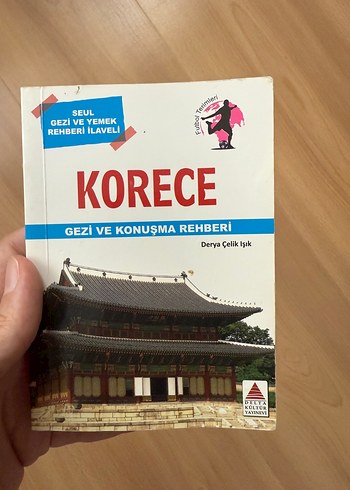 SEUL
GEZİ VE YEMEK
REHBERİ İLAVELİ
Futbol Terimleri
KORECE
GEZİ VE KONUŞMA REHBERİ
Derya Çelik Işık
DELTA
KÜLTÜR
YAYINEVİ